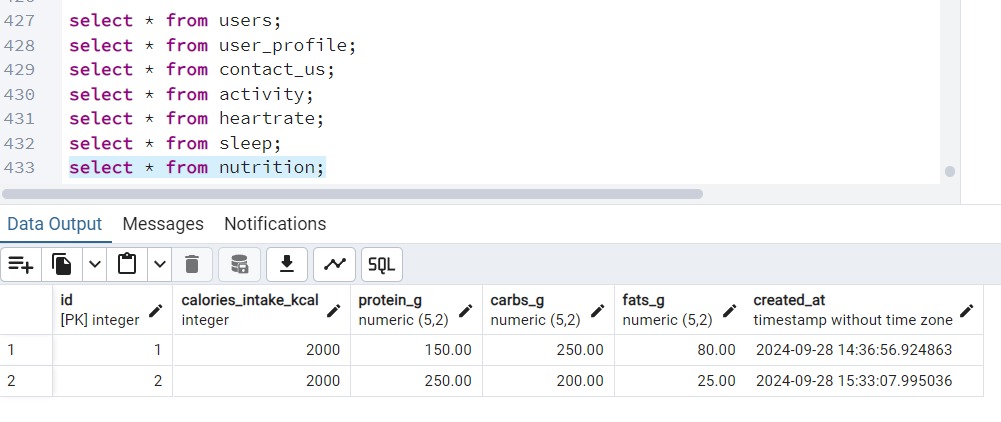 427 select * from users;
428 select * from user_profile;
429 select * from contact_us;
430 select * from activity;
431 select * from heartrate;
432 select * from sleep;
433 select * from nutrition;
Data Output Messages Notifications
SQL
id calories_intake_kcal protein_g carbs_g fats_g created_at
[PK] integer integer numeric (5,2) numeric (5,2) numeric (5,2) timestamp without time zone
1 1 2000 150.00 250.00 80.00 2024-09-28 14:36:56.924863
2 2 2000 250.00 200.00 25.00 2024-09-28 15:33:07.995036